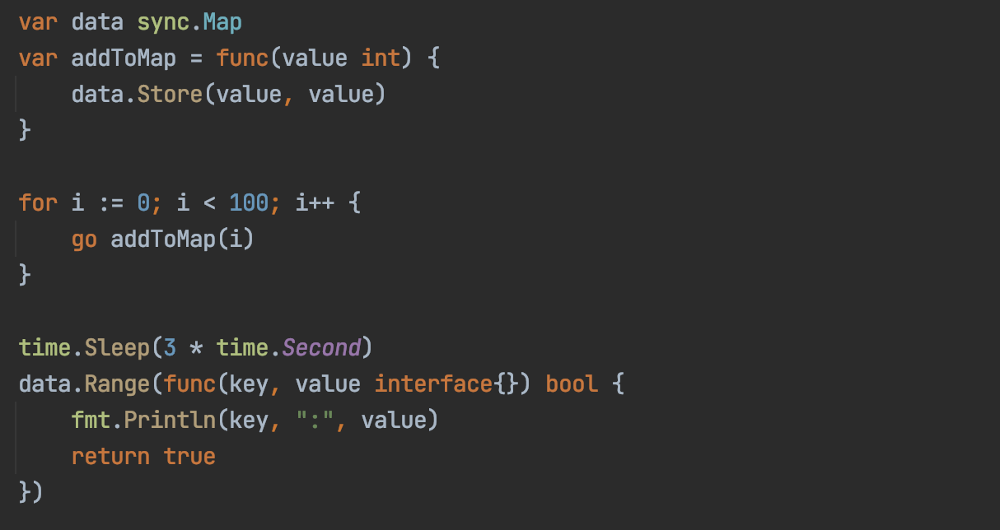 var data sync.Map
var addToMap = func(value int) {
    data.Store(value, value)
}

for i := 0; i < 100; i++ {
    go addToMap(i)
}

time.Sleep(3 * time.Second)
data.Range(func(key, value interface{}) bool {
    fmt.Println(key, ":", value)
    return true
})